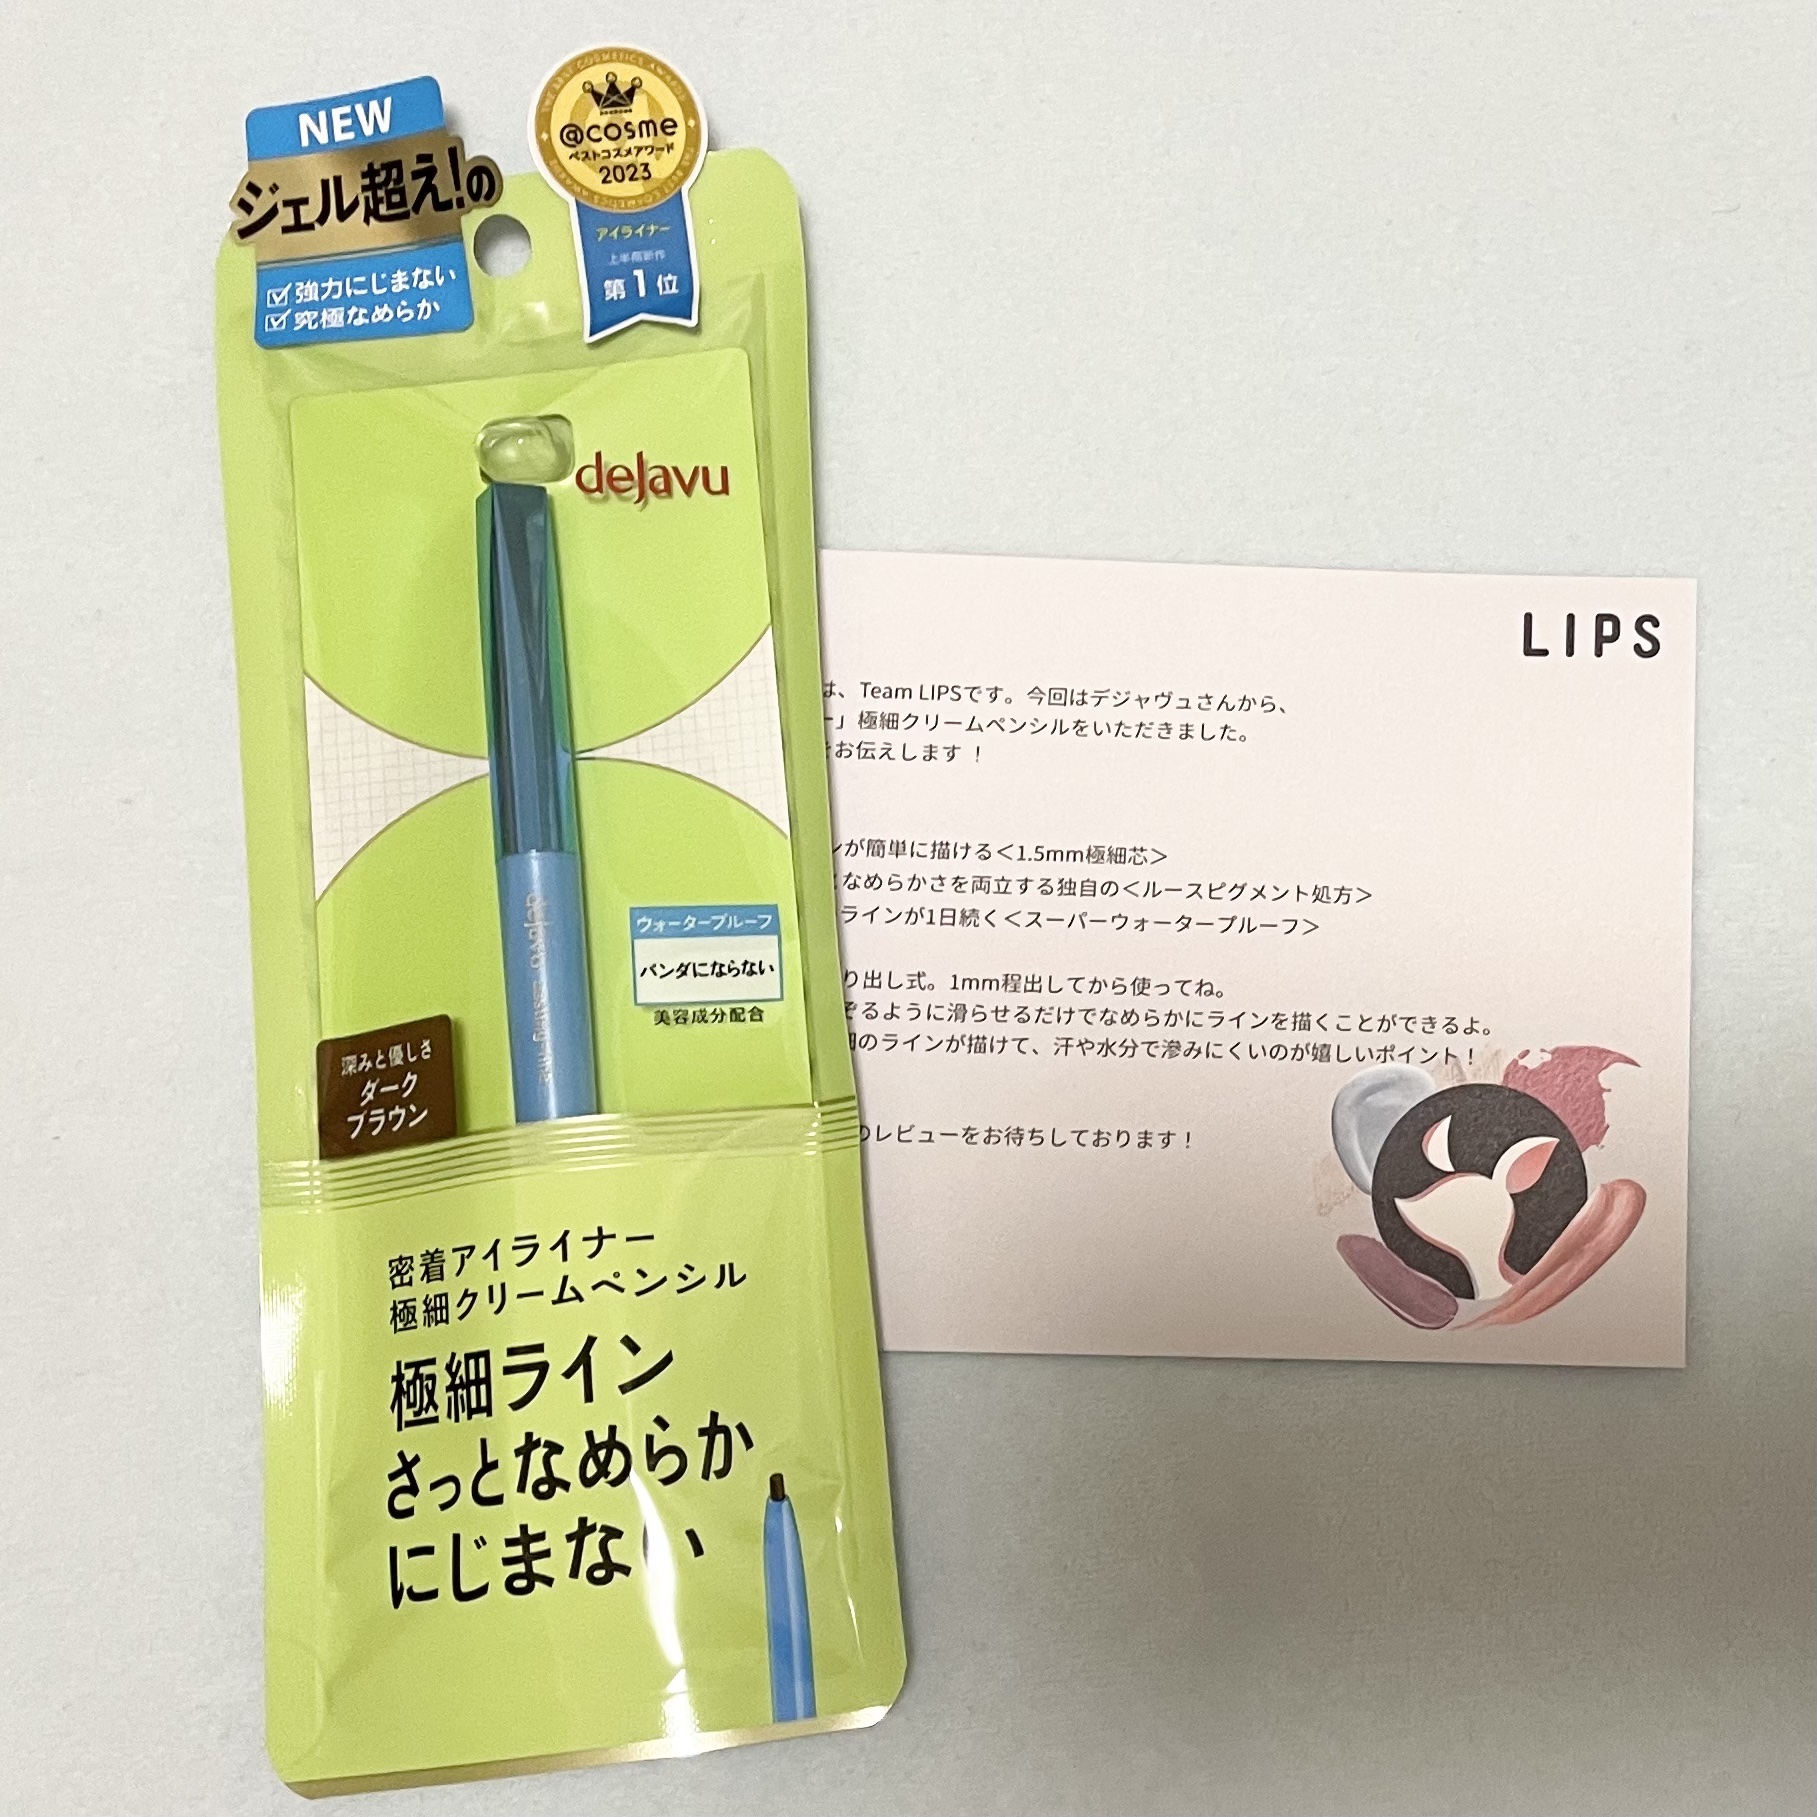 NEW
ジェル超え!の
強力にじまない
究極なめらか
@cosme
ベストコスメアワード
2023
アイライナー
上半期新作
第1位
dejavu
dejavu
ウォータープルーフ
パンダにならない
美容成分配合
深みと優しさ
ダーク
ブラウン
密着アイライナー
極細クリームペンシル
極細ライン
さっとなめらか
にじまない
LIPS
は、Team LIPSです。今回はデジャヴュさんから、
ー」極細クリームペンシルをいただきました。
をお伝えします！
ンが簡単に描ける＜1.5mm極細芯＞
となめらかさを両立する独自の＜ルースピグメント処方＞
ラインが1日続く＜スーパーウォータープルーフ＞
り出し式。1mm程出してから使ってね。
ぞるように滑らせるだけでなめらかにラインを描くことができるよ。
細のラインが描けて、汗や水分で滲みにくいのが嬉しいポイント！
のレビューをお待ちしております！